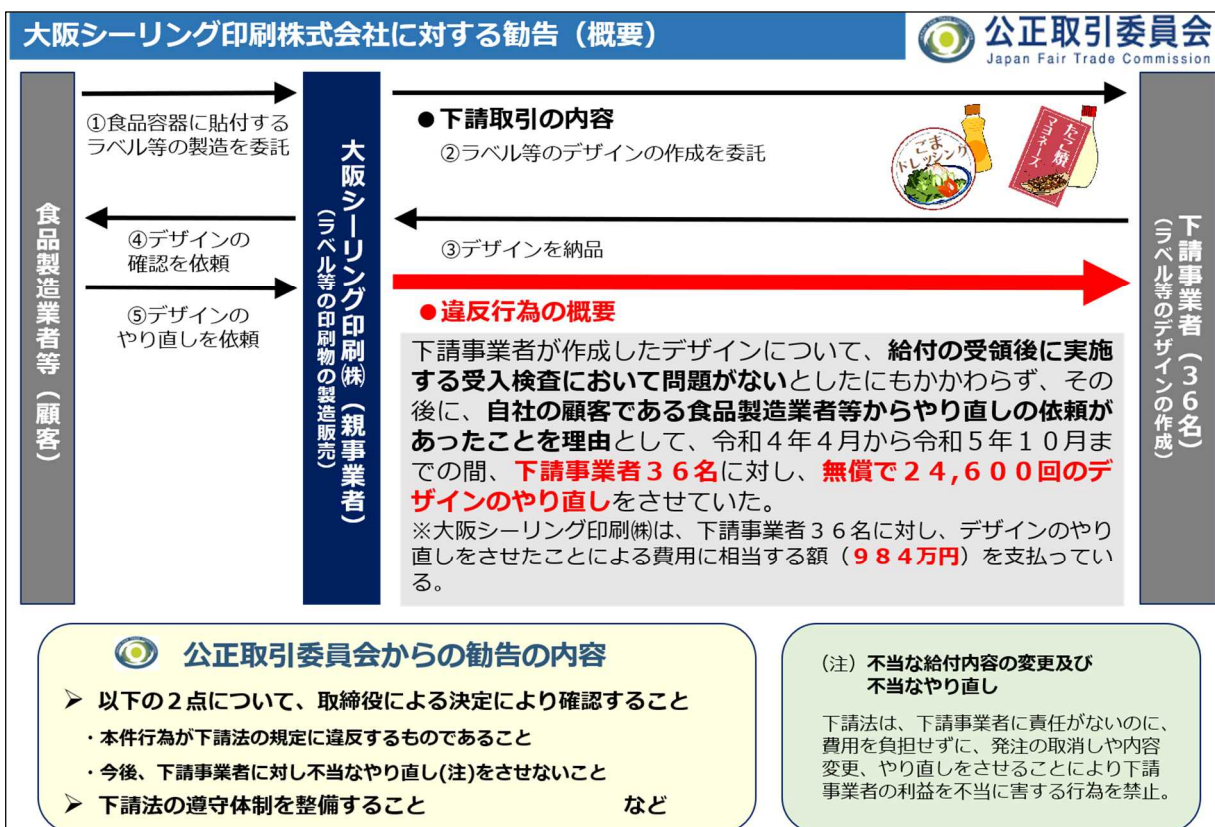 大阪シーリング印刷株式会社に対する勧告（概要）
公正取引委員会
Japan Fair Trade Commission
食品製造業者等（顧客）
①食品容器に貼付する
ラベル等の製造を委託
④デザインの
確認を依頼
⑤デザインの
やり直しを依頼
大阪シーリング印刷㈱（親事業者）
（ラベル等の印刷物の製造販売）
●下請取引の内容
②ラベル等のデザインの作成を委託
ごま
ドレッシング
たこ焼
マヨネーズ
③デザインを納品
●違反行為の概要
下請事業者が作成したデザインについて、給付の受領後に実施
する受入検査において問題がないとしたにもかかわらず、その
後に、自社の顧客である食品製造業者等からやり直しの依頼が
あったことを理由として、令和４年４月から令和５年１０月ま
での間、下請事業者３６名に対し、無償で２４,６００回のデ
ザインのやり直しをさせていた。
※大阪シーリング印刷㈱は、下請事業者３６名に対し、デザインのやり
直しをさせたことによる費用に相当する額（９８４万円）を支払ってい
る。
下請事業者（３６名）
（ラベル等のデザインの作成）
公正取引委員会からの勧告の内容
➢ 以下の２点について、取締役による決定により確認すること
・本件行為が下請法の規定に違反するものであること
・今後、下請事業者に対し不当なやり直し(注)をさせないこと
➢ 下請法の遵守体制を整備すること など
（注）不当な給付内容の変更及び
不当なやり直し
下請法は、下請事業者に責任がないのに、
費用を負担せずに、発注の取消しや内容
変更、やり直しをさせることにより下請
事業者の利益を不当に害する行為を禁止。